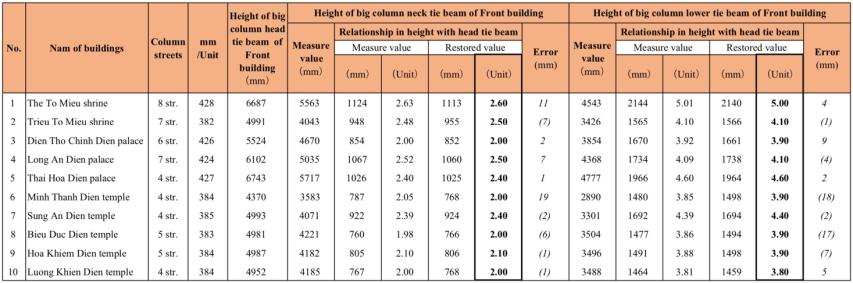 No. Nam of buildings Column streets mm /Unit Height of big column head tie beam of Front building (mm) Height of big column neck tie beam of Front building Height of big column lower tie beam of Front building
Measure value (mm) Relationship in height with head tie beam Error (mm) Measure value (mm) Relationship in height with head tie beam Error (mm)
Measure value Restored value Measure value Restored value
(mm) (Unit) (mm) (Unit) (mm) (Unit) (mm) (Unit)
1 The To Mieu shrine 8 str. 428 6687 5563 1124 2.63 1113 2.60 11 4543 2144 5.01 2140 5.00 4
2 Trieu To Mieu shrine 7 str. 382 4991 4043 948 2.48 955 2.50 (7) 3426 1565 4.10 1566 4.10 (1)
3 Dien Tho Chinh Dien palace 6 str. 426 5524 4670 854 2.00 852 2.00 2 3854 1670 3.92 1661 3.90 9
4 Long An Dien palace 7 str. 424 6102 5035 1067 2.52 1060 2.50 7 4368 1734 4.09 1738 4.10 (4)
5 Thai Hoa Dien palace 4 str. 427 6743 5717 1026 2.40 1025 2.40 1 4777 1966 4.60 1964 4.60 2
6 Minh Thanh Dien temple 4 str. 384 4370 3583 787 2.05 768 2.00 19 2890 1480 3.85 1498 3.90 (18)
7 Sung An Dien temple 4 str. 385 4993 4071 922 2.39 924 2.40 (2) 3301 1692 4.39 1694 4.40 (2)
8 Bieu Duc Dien temple 5 str. 383 4981 4221 760 1.98 766 2.00 (6) 3504 1477 3.86 1494 3.90 (17)
9 Hoa Khiem Dien temple 5 str. 384 4987 4182 805 2.10 806 2.10 (1) 3496 1491 3.88 1498 3.90 (7)
10 Luong Khien Dien temple 4 str. 384 4952 4185 767 2.00 768 2.00 (1) 3488 1464 3.81 1459 3.80 5